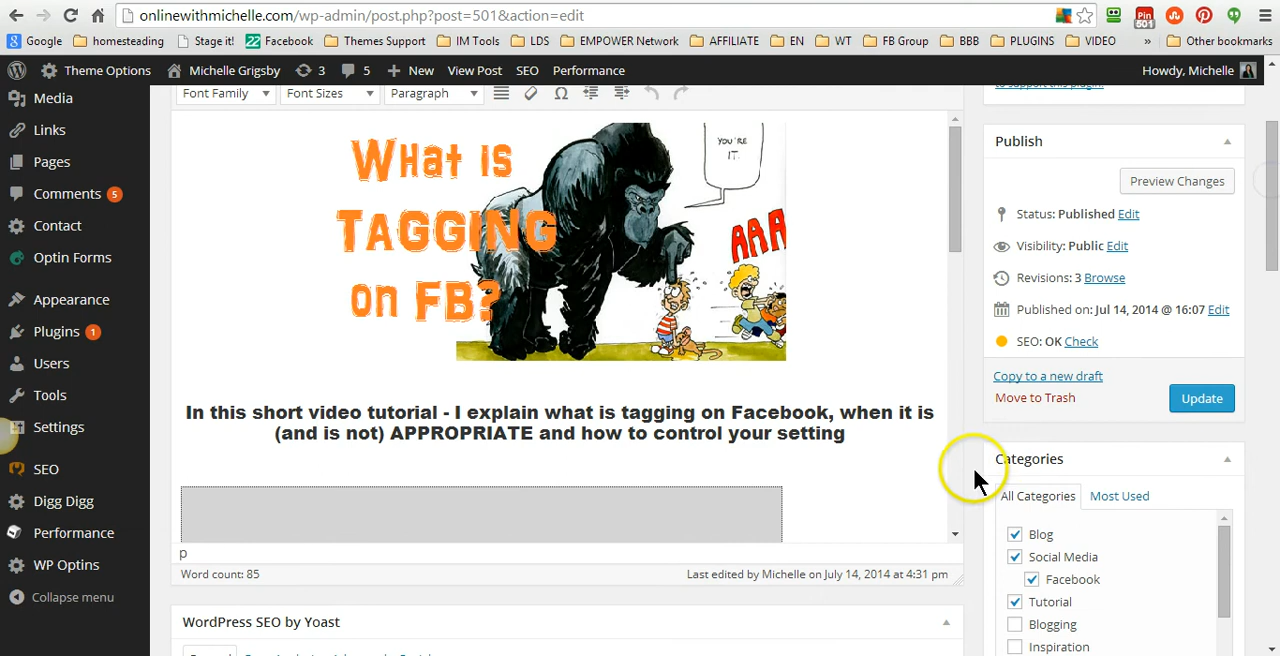 onlinewithmichelle.com/wp-admin/post.php?post=501&action=edit
Pin
501
Google homesteading Stage it! 22 Facebook Themes Support IM Tools LDS EMPOWER Network AFFILIATE EN WT FB Group BBB PLUGINS VIDEO » Other bookmarks
Theme Options Michelle Grigsby 3 5 New View Post SEO Performance Howdy, Michelle
Media
Links
Pages
Comments 5
Contact
Optin Forms
Appearance
Plugins 1
Users
Tools
Settings
SEO
Digg Digg
Performance
WP Optins
Collapse menu
Font Family Font Sizes Paragraph
What is
TAGGING
on FB?
YOU'RE
IT.
AAA
In this short video tutorial - I explain what is tagging on Facebook, when it is
(and is not) APPROPRIATE and how to control your setting
p
Word count: 85 Last edited by Michelle on July 14, 2014 at 4:31 pm
WordPress SEO by Yoast
to support this plugin.
Publish
Preview Changes
Status: Published Edit
Visibility: Public Edit
Revisions: 3 Browse
Published on: Jul 14, 2014 @ 16:07 Edit
SEO: OK Check
Copy to a new draft
Move to Trash
Update
Categories
All Categories Most Used
Blog
Social Media
Facebook
Tutorial
Blogging
Inspiration